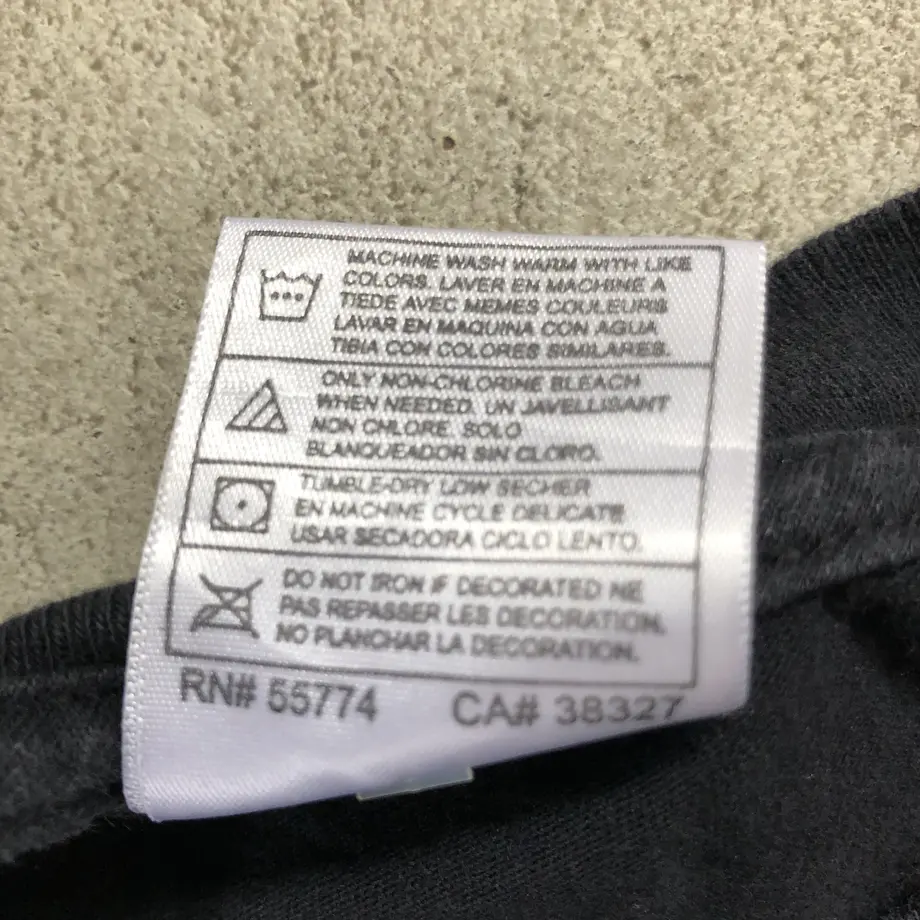 MACHINE WASH WARM WITH LIKE
COLORS. LAVER EN MACHINE A
TIEDE AVEC MEMES COULEURS
LAVAR EN MAQUINA CON AGUA
TIBIA CON COLORES SIMILARES.
ONLY NON-CHLORINE BLEACH
WHEN NEEDED. UN JAVELLISANT
NON CHLORE. SOLO
BLANQUEADOR SIN CLORO.
TUMBLE-DRY LOW SECHER
EN MACHINE CYCLE DELICATE
USAR SECADORA CICLO LENTO.
DO NOT IRON IF DECORATED NE
PAS REPASSER LES DECORATION.
NO PLANCHAR LA DECORATION.
RN# 55774 CA# 38327